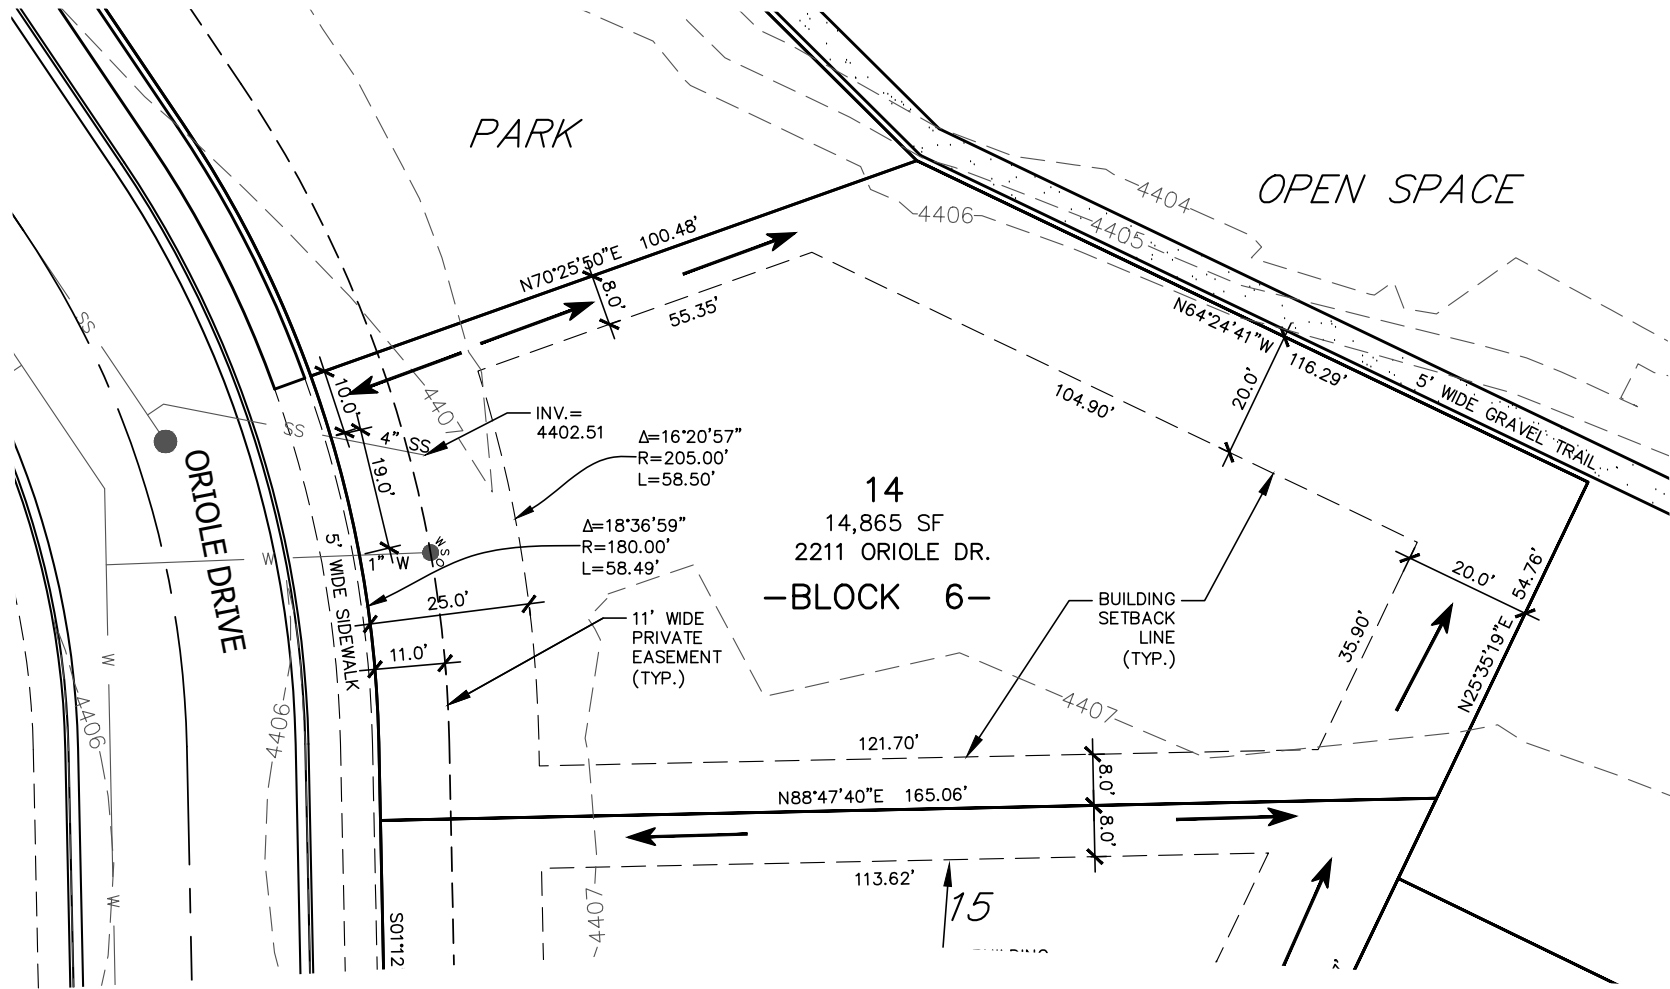 PARK
OPEN SPACE
4404
4405
4406
N70°25'50"E 100.48'
8.0'
55.35'
N64°24'41"W
116.29'
5' WIDE GRAVEL TRAIL
20.0'
104.90'
SS
10.0'
4407
INV.=
4402.51
SS
4" SS
19.0'
Δ=16°20'57"
R=205.00'
L=58.50'
ORIOLE DRIVE
14
14,865 SF
2211 ORIOLE DR.
-BLOCK 6-
Δ=18°36'59"
R=180.00'
L=58.49'
W
1" W
WSO
5' WIDE SIDEWALK
25.0'
11.0'
11' WIDE
PRIVATE
EASEMENT
(TYP.)
BUILDING
SETBACK
LINE
(TYP.)
20.0'
54.76'
N25°35'19"E
35.90'
W
4406
4406
4407
121.70'
8.0'
N88°47'40"E 165.06'
8.0'
113.62'
W
4407
15
S01°12